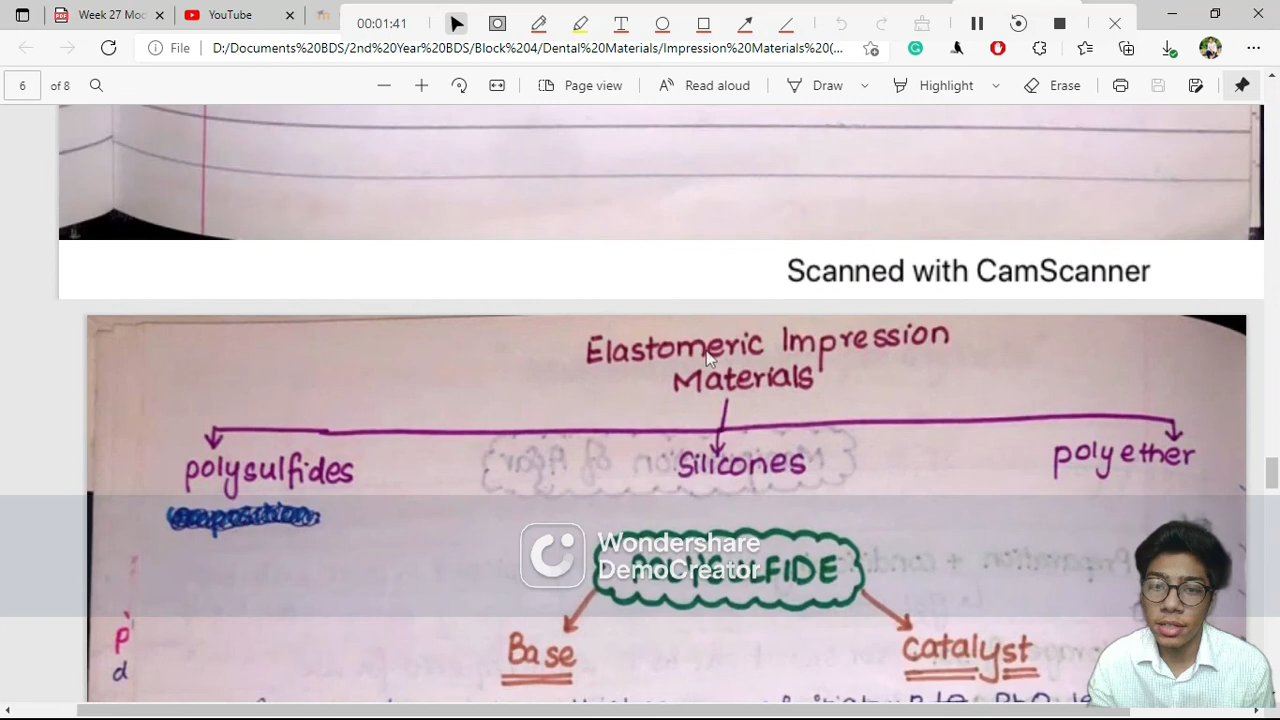 Week 27 Mod
YouTube
00:01:41
File
D:/Documents%20BDS/2nd%20Year%20BDS/Block%204/Dental%20Materials/Impression%20Materials%20(...
6 of 8
Page view
Read aloud
Draw
Highlight
Erase
Scanned with CamScanner
Elastomeric Impression
Materials
polysulfides
Silicones
polyether
Wondershare
DemoCreator
POLYSULFIDE
Base
Catalyst
p
d